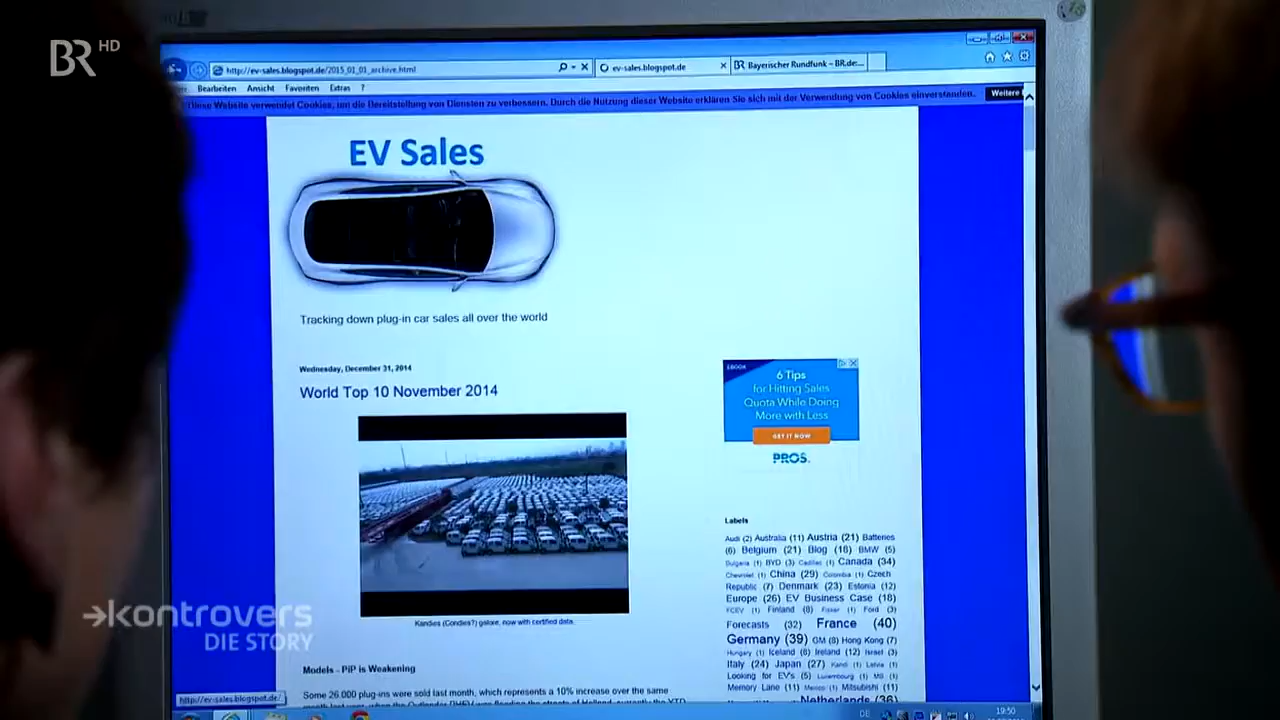 BR HD
http://ev-sales.blogspot.de/2015_01_01_archive.html
ev-sales.blogspot.de
Bayerischer Rundfunk – BR.de:...
Bearbeiten Ansicht Favoriten Extras ?
Diese Website verwendet Cookies, um die Bereitstellung von Diensten zu verbessern. Durch die Nutzung dieser Website erklären Sie sich mit der Verwendung von Cookies einverstanden.
Weitere
EV Sales
Tracking down plug-in car sales all over the world
Wednesday, December 31, 2014
World Top 10 November 2014
EBOOK
6 Tips
for Hitting Sales
Quota While Doing
More with Less
GET IT NOW
PROS.
Kandies (Condies?) galore, now with certified data.
Models - PiP is Weakening
Some 26.000 plug-ins were sold last month, which represents a 10% increase over the same
Labels
Audi (2) Australia (11) Austria (21) Batteries
(6) Belgium (21) Blog (18) BMW (5)
Bulgaria (1) BYD (3) Cadillac (1) Canada (34)
Chevrolet (1) China (29) Colombia (1) Czech
Republic (7) Denmark (23) Estonia (12)
Europe (26) EV Business Case (18)
FCEV (1) Finland (8) Fisker (1) Ford (3)
Forecasts (32) France (40)
Germany (39) GM (8) Hong Kong (7)
Hungary (1) Iceland (6) Ireland (12) Israel (3)
Italy (24) Japan (27) Kandi (1) Latvia (1)
Looking for EV's (5) Luxembourg (1) MB (1)
Memory Lane (11) Mexico (1) Mitsubishi (11)
Netherlands (36)
kontrovers
DIE STORY
http://ev-sales.blogspot.de/
DE
19:50